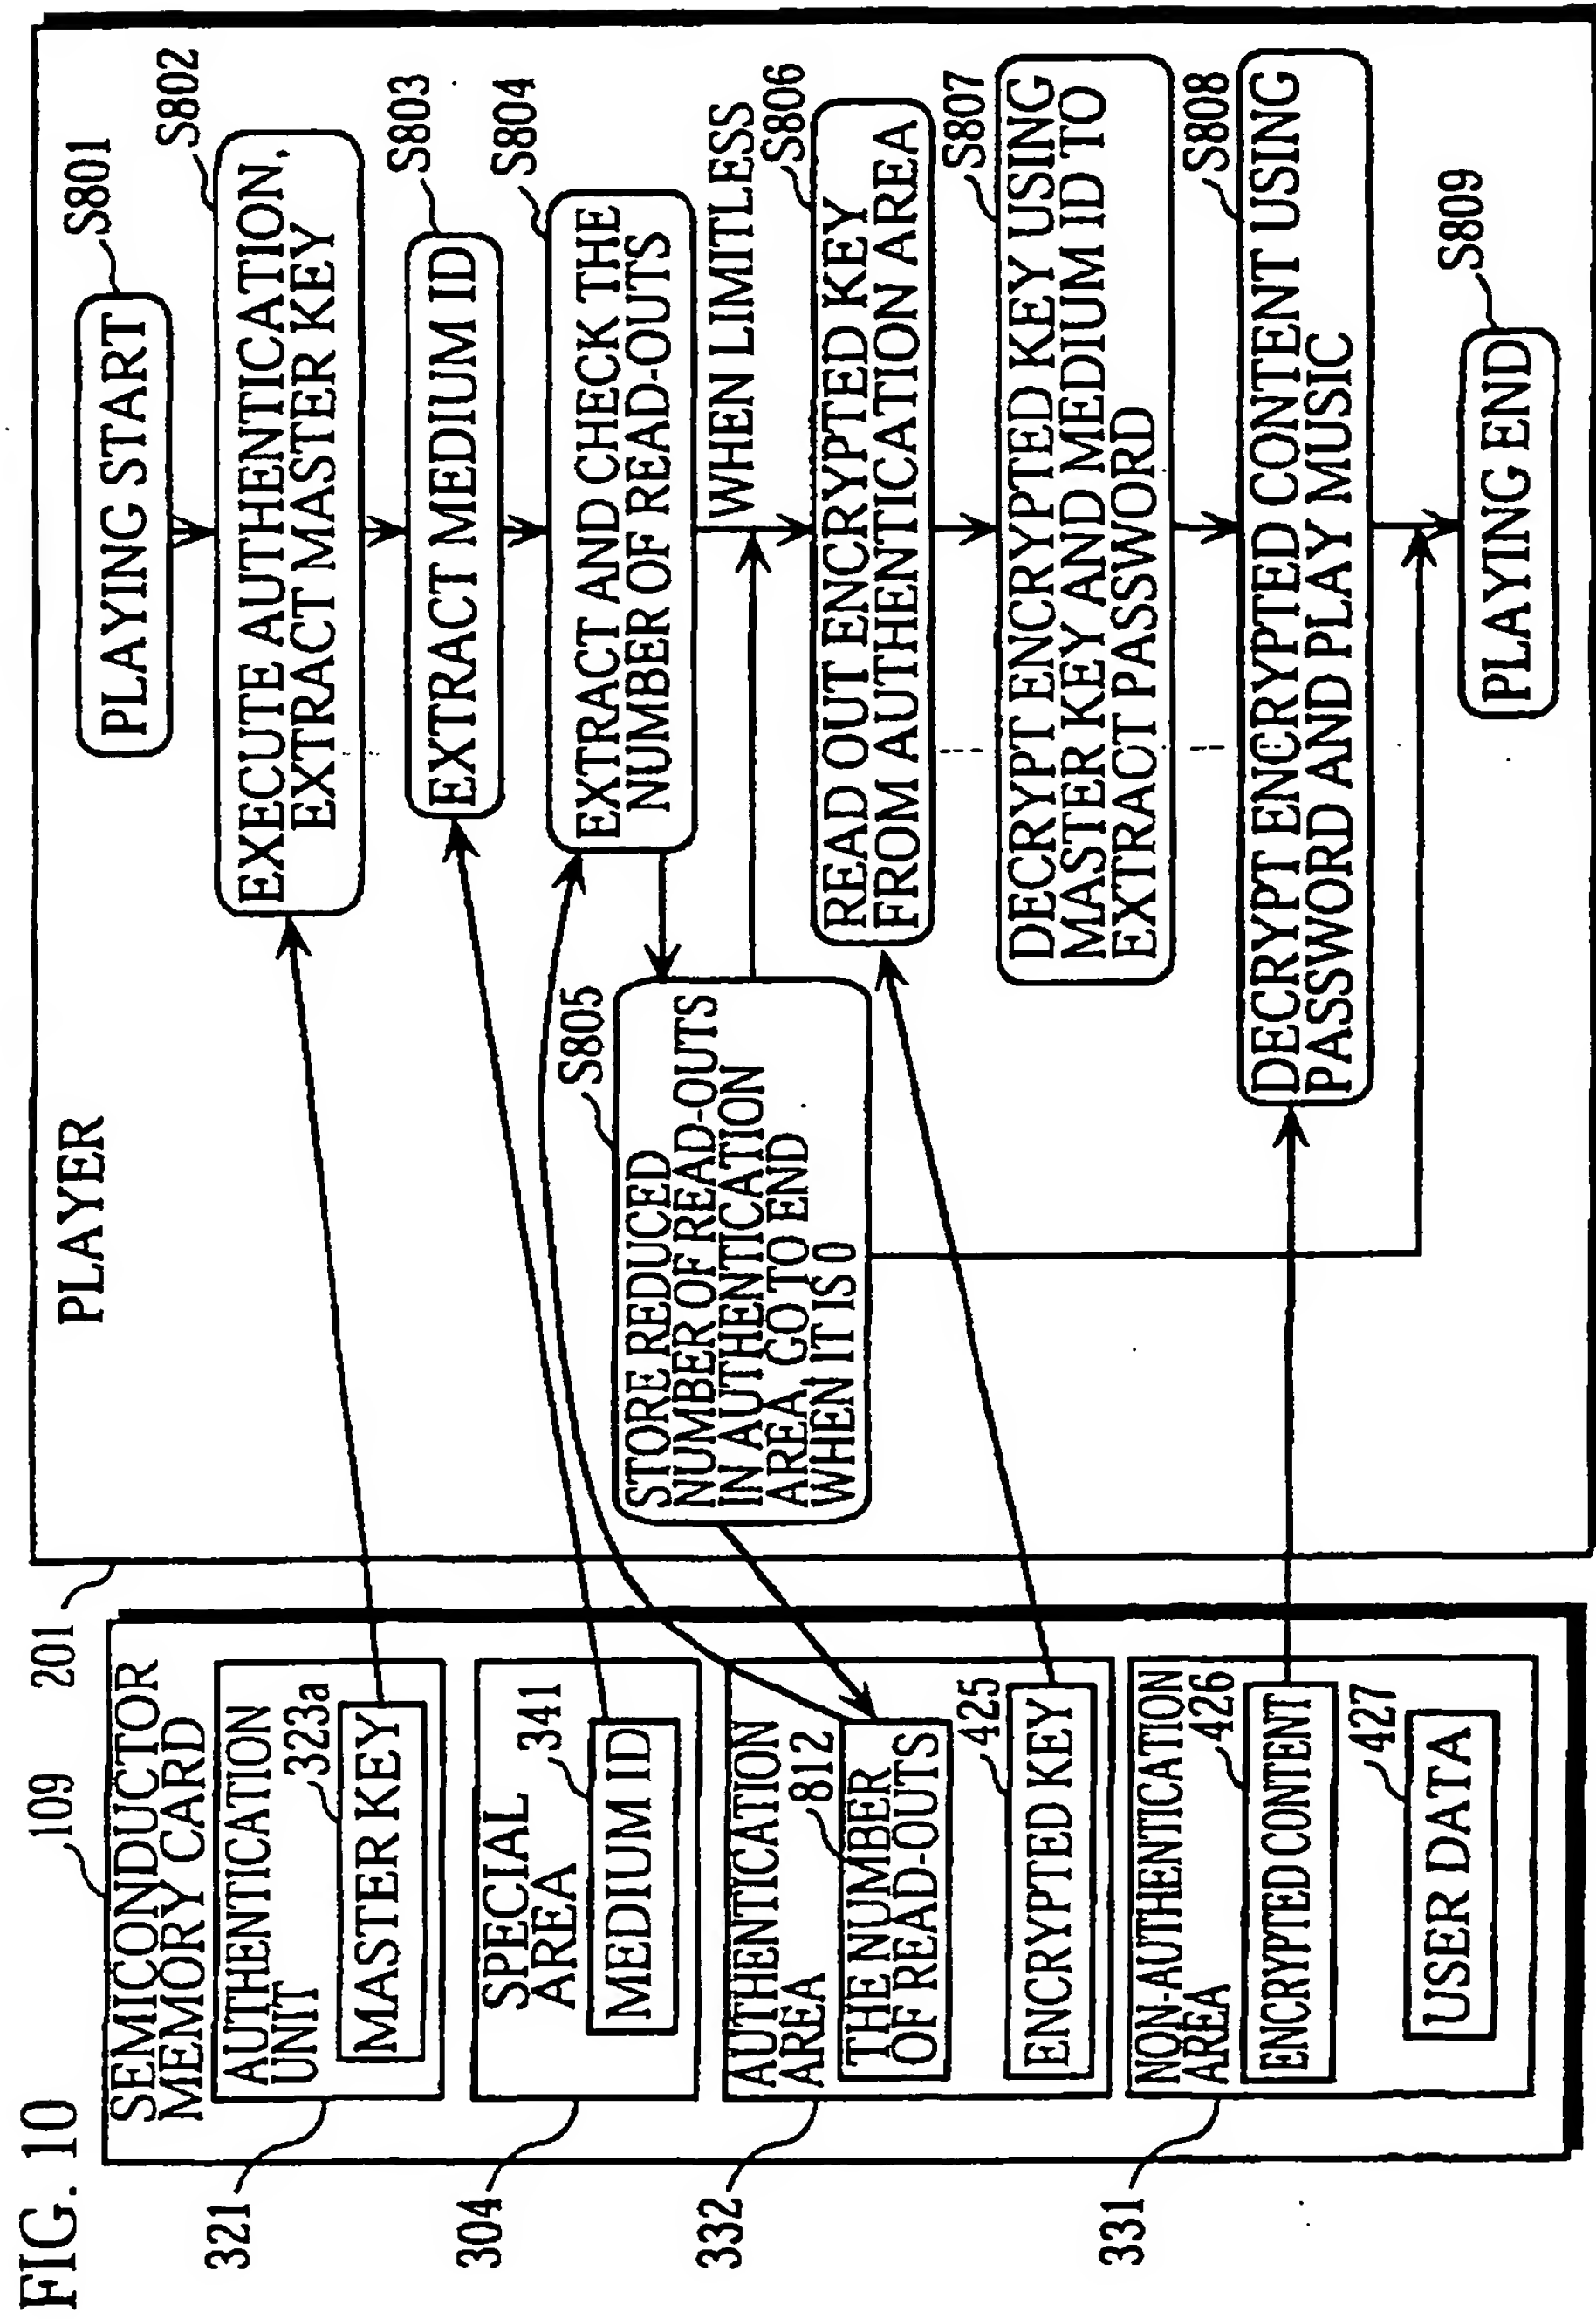 FIG. 10
109
SEMICONDUCTOR
MEMORY CARD
321
AUTHENTICATION
UNIT
323a
MASTER KEY
304
SPECIAL
AREA
341
MEDIUM ID
332
AUTHENTICATION
AREA
812
THE NUMBER
OF READ-OUTS
425
ENCRYPTED KEY
331
NON-AUTHENTICATION
AREA
426
ENCRYPTED CONTENT
427
USER DATA
201
PLAYER
S801
PLAYING START
S802
EXECUTE AUTHENTICATION,
EXTRACT MASTER KEY
S803
EXTRACT MEDIUM ID
S804
EXTRACT AND CHECK THE
NUMBER OF READ-OUTS
WHEN LIMITLESS
S805
STORE REDUCED
NUMBER OF READ-OUTS
IN AUTHENTICATION
AREA GO TO END
WHEN IT IS 0
S806
READ OUT ENCRYPTED KEY
FROM AUTHENTICATION AREA
S807
DECRYPT ENCRYPTED KEY USING
MASTER KEY AND MEDIUM ID TO
EXTRACT PASSWORD
S808
DECRYPT ENCRYPTED CONTENT USING
PASSWORD AND PLAY MUSIC
S809
PLAYING END